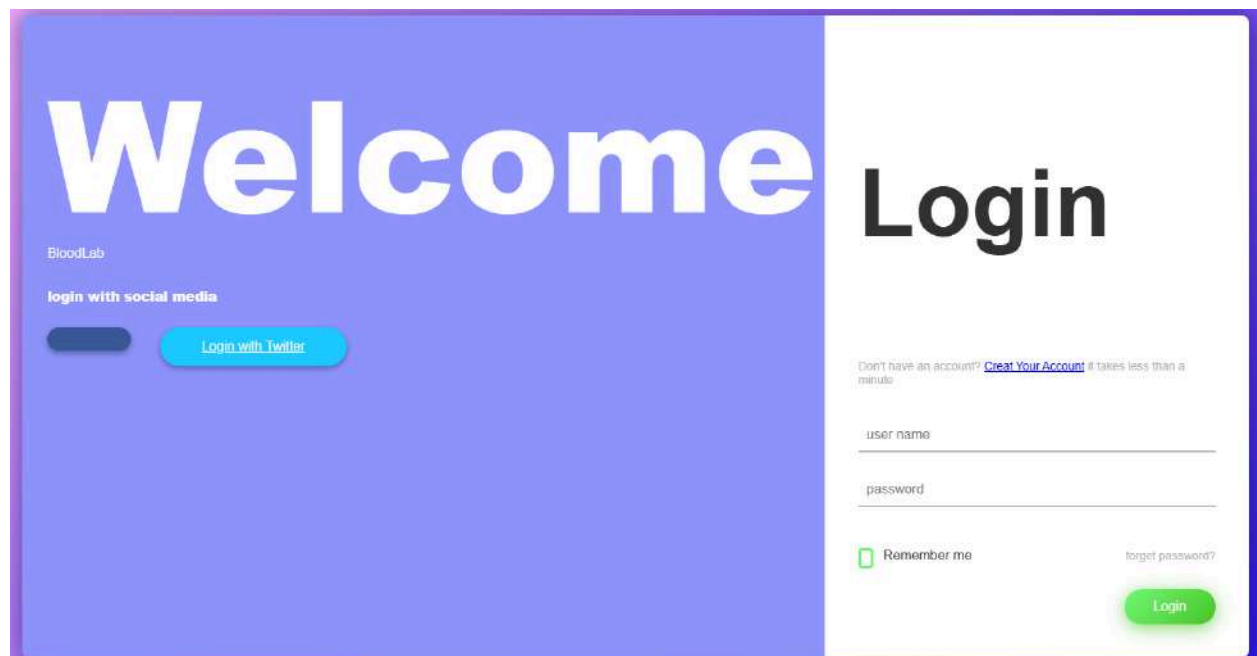 Welcome
BloodLab
login with social media
Login with Twitter
Login
Don't have an account? Creat Your Account it takes less than a
minute
user name
password
Remember me
forget password?
Login